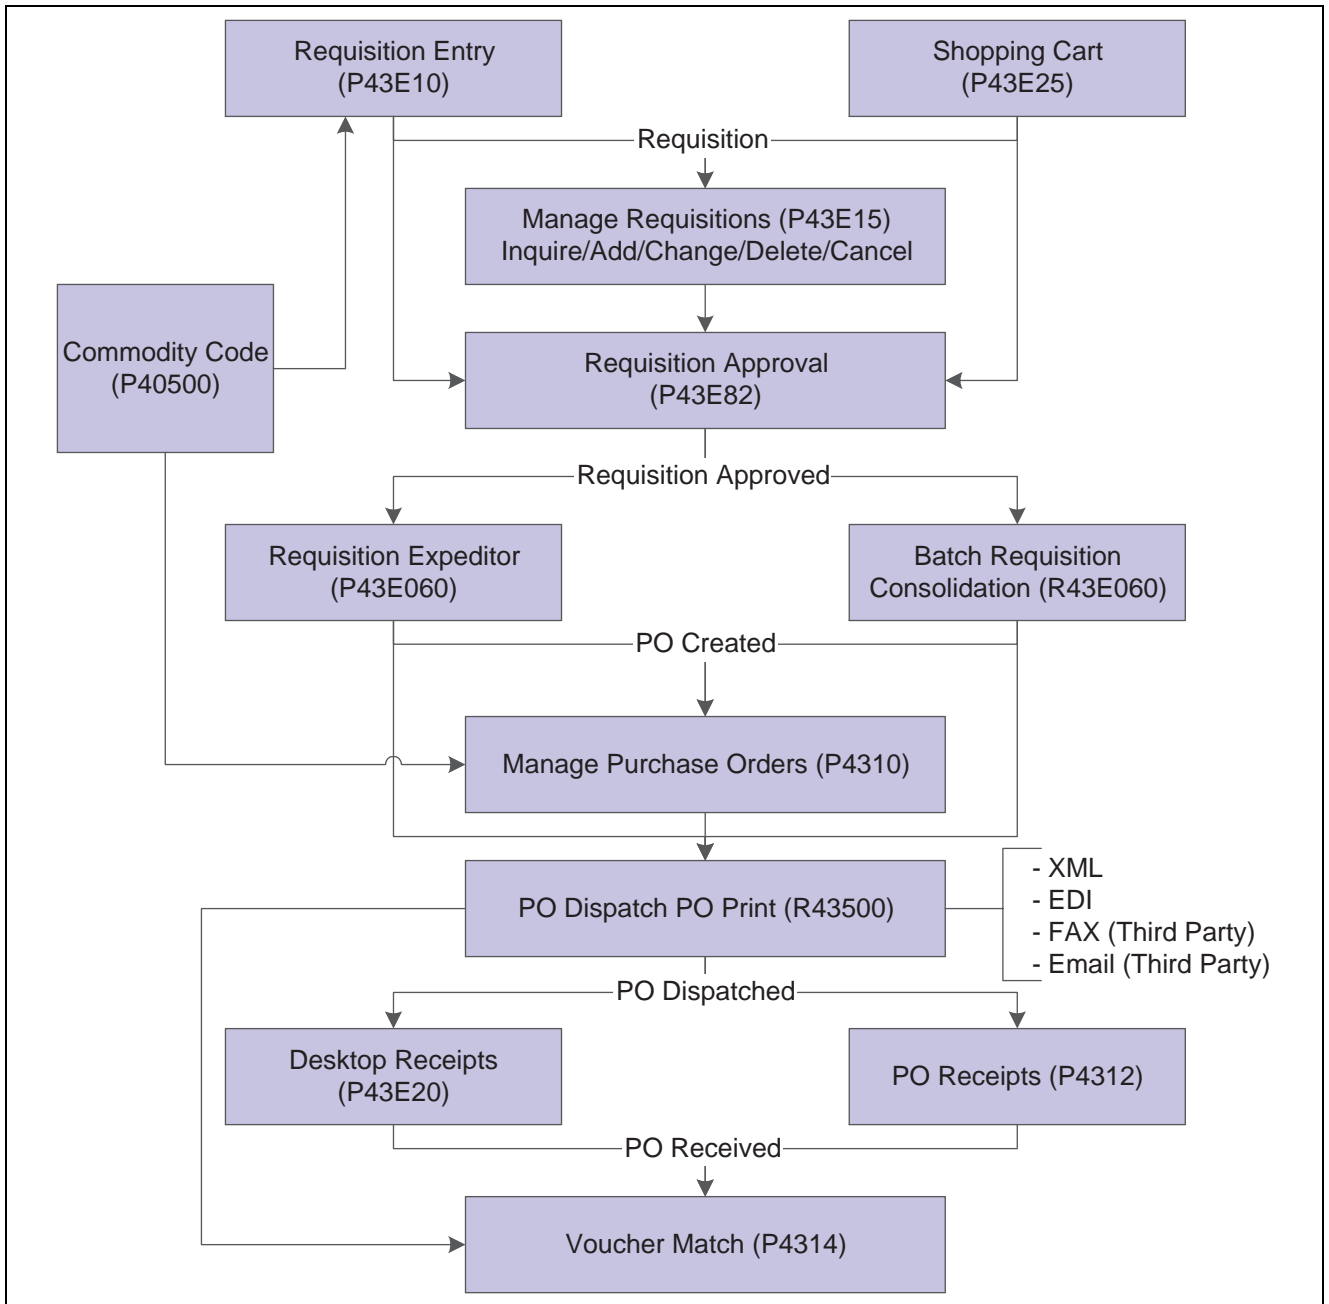 Requisition Entry
(P43E10)
Shopping Cart
(P43E25)
Requisition
Manage Requisitions (P43E15)
Inquire/Add/Change/Delete/Cancel
Commodity Code
(P40500)
Requisition Approval
(P43E82)
Requisition Approved
Requisition Expeditor
(P43E060)
Batch Requisition
Consolidation (R43E060)
PO Created
Manage Purchase Orders (P4310)
PO Dispatch PO Print (R43500)
- XML
- EDI
- FAX (Third Party)
- Email (Third Party)
PO Dispatched
Desktop Receipts
(P43E20)
PO Receipts (P4312)
PO Received
Voucher Match (P4314)